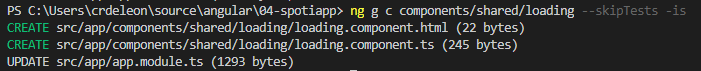 PS C:\Users\crdeleon\source\angular\04-spotiapp> ng g c components/shared/loading --skipTests -is
CREATE src/app/components/shared/loading/loading.component.html (22 bytes)
CREATE src/app/components/shared/loading/loading.component.ts (245 bytes)
UPDATE src/app/app.module.ts (1293 bytes)